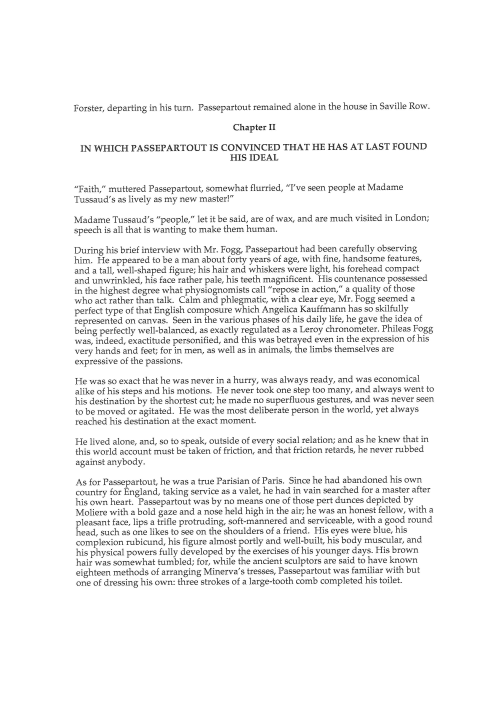 Forster, departing in his turn.  Passepartout remained alone in the house in Saville Row.
Chapter II
IN WHICH PASSEPARTOUT IS CONVINCED THAT HE HAS AT LAST FOUND
HIS IDEAL
"Faith," muttered Passepartout, somewhat flurried, "I've seen people at Madame
Tussaud's as lively as my new master!"
Madame Tussaud's "people," let it be said, are of wax, and are much visited in London;
speech is all that is wanting to make them human.
During his brief interview with Mr. Fogg, Passepartout had been carefully observing
him.  He appeared to be a man about forty years of age, with fine, handsome features,
and a tall, well-shaped figure; his hair and whiskers were light, his forehead compact
and unwrinkled, his face rather pale, his teeth magnificent.  His countenance possessed
in the highest degree what physiognomists call "repose in action," a quality of those
who act rather than talk.  Calm and phlegmatic, with a clear eye, Mr. Fogg seemed a
perfect type of that English composure which Angelica Kauffmann has so skilfully
represented on canvas.  Seen in the various phases of his daily life, he gave the idea of
being perfectly well-balanced, as exactly regulated as a Leroy chronometer.  Phileas Fogg
was, indeed, exactitude personified, and this was betrayed even in the expression of his
very hands and feet; for in men, as well as in animals, the limbs themselves are
expressive of the passions.
He was so exact that he was never in a hurry, was always ready, and was economical
alike of his steps and his motions.  He never took one step too many, and always went to
his destination by the shortest cut; he made no superfluous gestures, and was never seen
to be moved or agitated.  He was the most deliberate person in the world, yet always
reached his destination at the exact moment.
He lived alone, and, so to speak, outside of every social relation; and as he knew that in
this world account must be taken of friction, and that friction retards, he never rubbed
against anybody.
As for Passepartout, he was a true Parisian of Paris.  Since he had abandoned his own
country for England, taking service as a valet, he had in vain searched for a master after
his own heart.  Passepartout was by no means one of those pert dunces depicted by
Moliere with a bold gaze and a nose held high in the air; he was an honest fellow, with a
pleasant face, lips a trifle protruding, soft-mannered and serviceable, with a good round
head, such as one likes to see on the shoulders of a friend.  His eyes were blue, his
complexion rubicund, his figure almost portly and well-built, his body muscular, and
his physical powers fully developed by the exercises of his younger days. His brown
hair was somewhat tumbled; for, while the ancient sculptors are said to have known
eighteen methods of arranging Minerva's tresses, Passepartout was familiar with but
one of dressing his own: three strokes of a large-tooth comb completed his toilet.